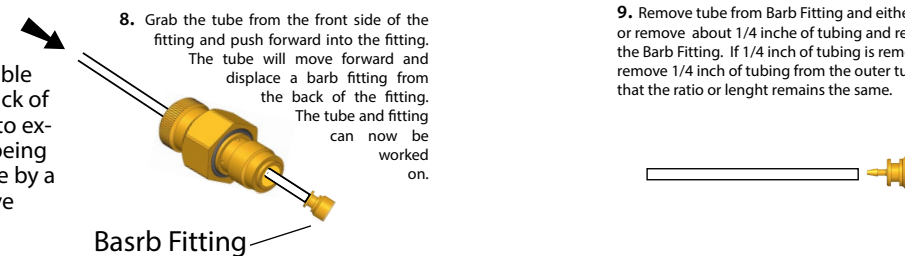 ble
ck of
to ex-
being
e by a
ve
8. Grab the tube from the front side of the
fitting and push forward into the fitting.
The tube will move forward and
displace a barb fitting from
the back of the fitting.
The tube and fitting
can now be
worked
on.
Basrb Fitting
9. Remove tube from Barb Fitting and eithe
or remove about 1/4 inche of tubing and re
the Barb Fitting. If 1/4 inch of tubing is rem
remove 1/4 inch of tubing from the outer tu
that the ratio or lenght remains the same.